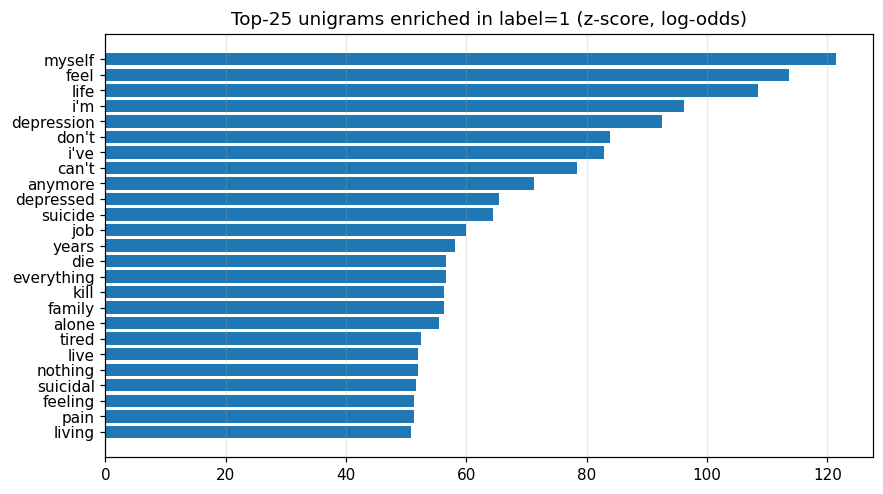 Top-25 unigrams enriched in label=1 (z-score, log-odds)
myself
feel
life
i'm
depression
don't
i've
can't
anymore
depressed
suicide
job
years
die
everything
kill
family
alone
tired
live
nothing
suicidal
feeling
pain
living
0 20 40 60 80 100 120